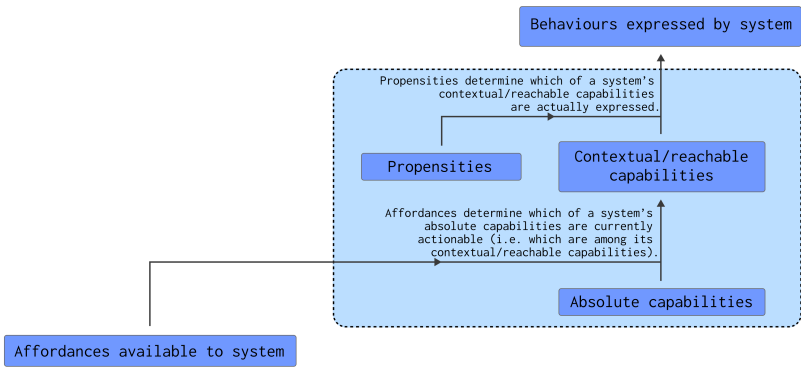 Behaviours expressed by system
Propensities determine which of a system's
contextual/reachable capabilities
are actually expressed.
Propensities
Contextual/reachable
capabilities
Affordances determine which of a system's
absolute capabilities are currently
actionable (i.e. which are among its
contextual/reachable capabilities).
Absolute capabilities
Affordances available to system